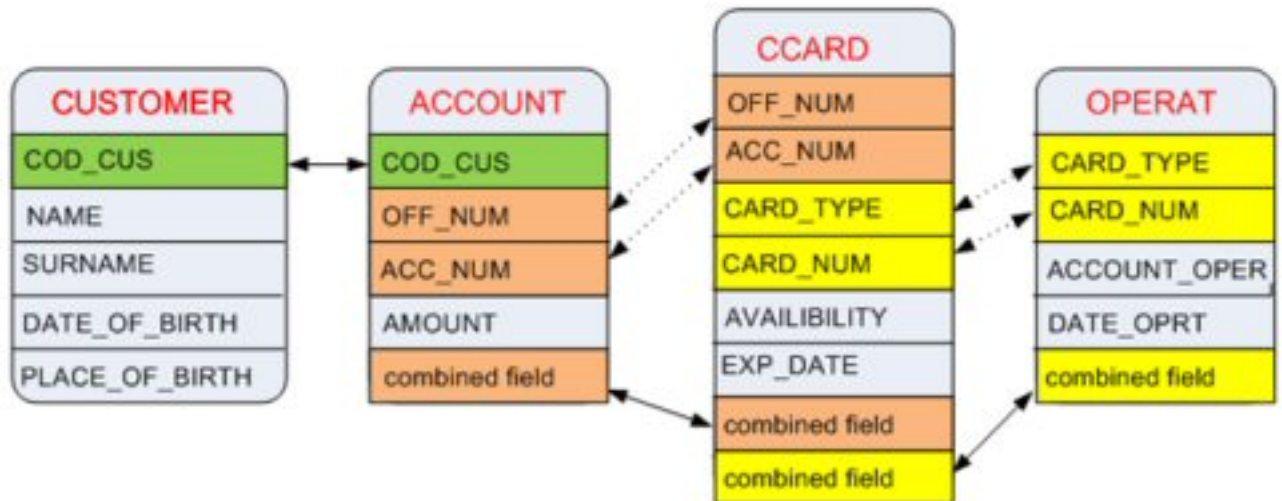 CUSTOMER
COD_CUS
NAME
SURNAME
DATE_OF_BIRTH
PLACE_OF_BIRTH
ACCOUNT
COD_CUS
OFF_NUM
ACC_NUM
AMOUNT
combined field
CCARD
OFF_NUM
ACC_NUM
CARD_TYPE
CARD_NUM
AVAILIBILITY
EXP_DATE
combined field
combined field
OPERAT
CARD_TYPE
CARD_NUM
ACCOUNT_OPER
DATE_OPRT
combined field